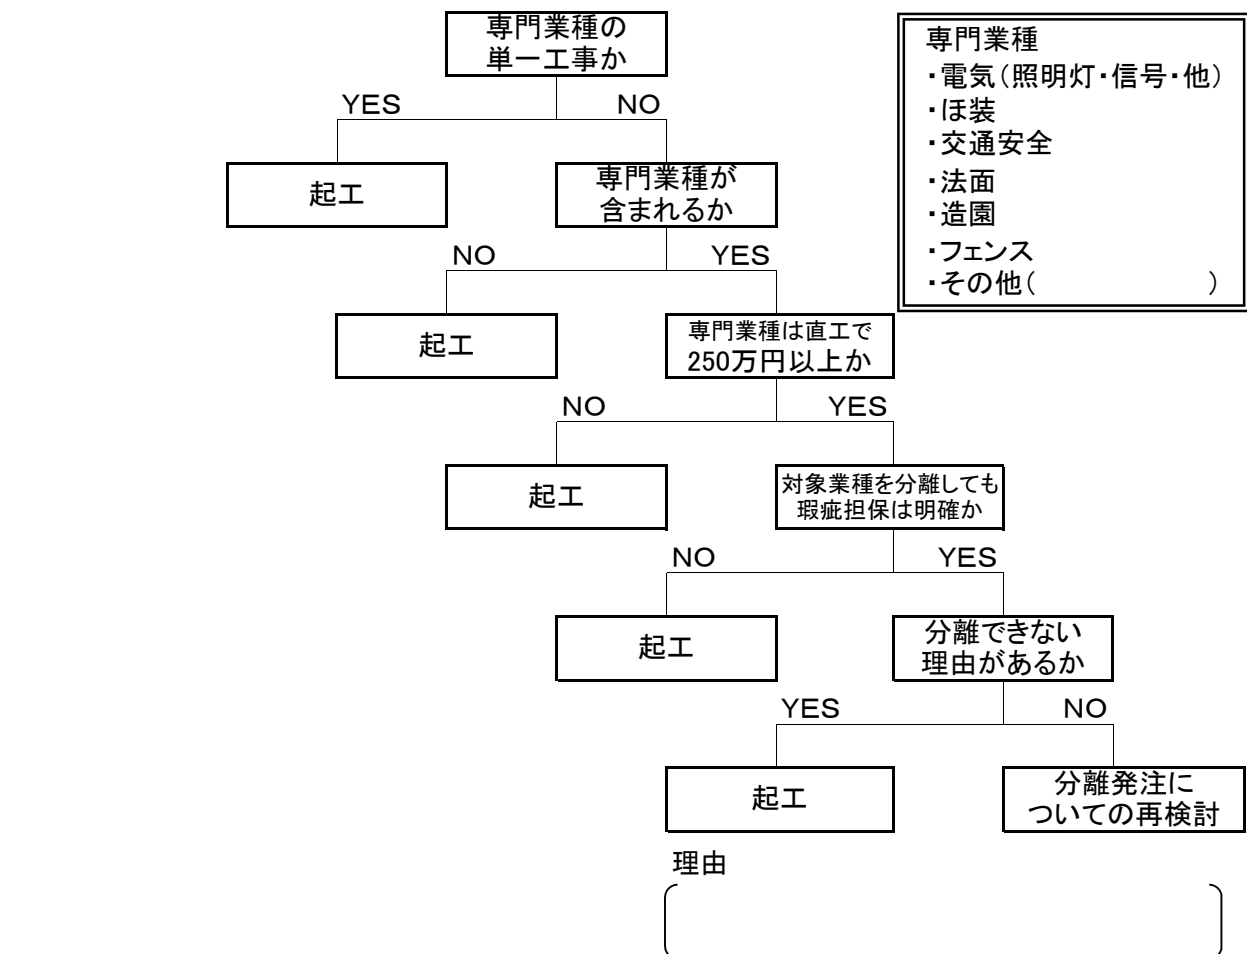 専門業種の
単一工事か
YES
NO
起工
専門業種が
含まれるか
NO
YES
起工
専門業種は直工で
250万円以上か
NO
YES
起工
対象業種を分離しても
瑕疵担保は明確か
NO
YES
起工
分離できない
理由があるか
YES
NO
起工
分離発注に
ついての再検討
理由
専門業種
・電気（照明灯・信号・他）
・ほ装
・交通安全
・法面
・造園
・フェンス
・その他（　　　　　　　）